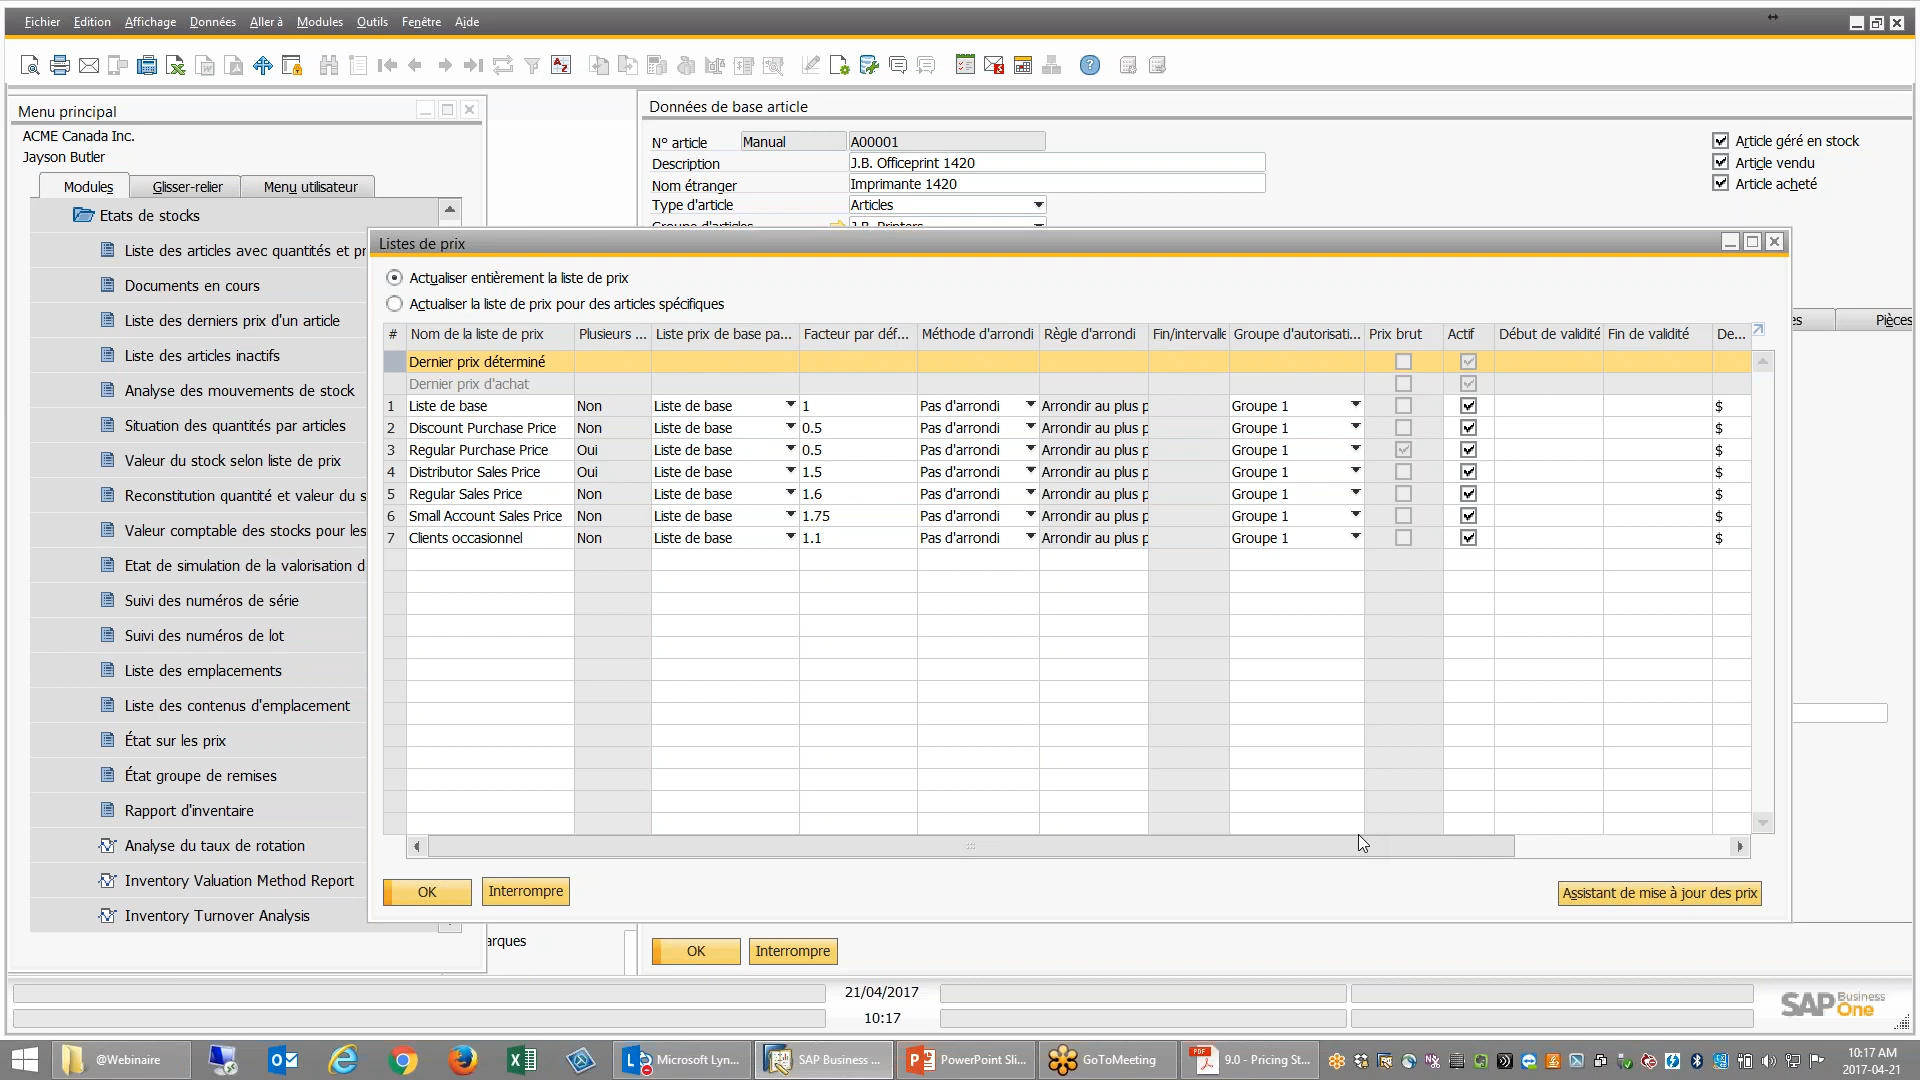 Fichier Edition Affichage Données Aller à Modules Outils Fenêtre Aide
Menu principal
ACME Canada Inc.
Jayson Butler
Modules Glisser-relier Menu utilisateur
Etats de stocks
Liste des articles avec quantités et pr
Documents en cours
Liste des derniers prix d'un article
Liste des articles inactifs
Analyse des mouvements de stock
Situation des quantités par articles
Valeur du stock selon liste de prix
Reconstitution quantité et valeur du s
Valeur comptable des stocks pour les
Etat de simulation de la valorisation d
Suivi des numéros de série
Suivi des numéros de lot
Liste des emplacements
Liste des contenus d'emplacement
État sur les prix
État groupe de remises
Rapport d'inventaire
Analyse du taux de rotation
Inventory Valuation Method Report
Inventory Turnover Analysis
Données de base article
N° article Manual A00001
Description J.B. Officeprint 1420
Nom étranger Imprimante 1420
Type d'article Articles
Groupe d'articles J.B. Printers
Article géré en stock
Article vendu
Article acheté
es Pièces
Listes de prix
Actualiser entièrement la liste de prix
Actualiser la liste de prix pour des articles spécifiques
# Nom de la liste de prix Plusieurs ... Liste prix de base pa... Facteur par déf... Méthode d'arrondi Règle d'arrondi Fin/intervalle Groupe d'autorisati... Prix brut Actif Début de validité Fin de validité De...
Dernier prix déterminé
Dernier prix d'achat
1 Liste de base Non Liste de base 1 Pas d'arrondi Arrondir au plus p Groupe 1 $
2 Discount Purchase Price Non Liste de base 0.5 Pas d'arrondi Arrondir au plus p Groupe 1 $
3 Regular Purchase Price Oui Liste de base 0.5 Pas d'arrondi Arrondir au plus p Groupe 1 $
4 Distributor Sales Price Oui Liste de base 1.5 Pas d'arrondi Arrondir au plus p Groupe 1 $
5 Regular Sales Price Non Liste de base 1.6 Pas d'arrondi Arrondir au plus p Groupe 1 $
6 Small Account Sales Price Non Liste de base 1.75 Pas d'arrondi Arrondir au plus p Groupe 1 $
7 Clients occasionnel Non Liste de base 1.1 Pas d'arrondi Arrondir au plus p Groupe 1 $
OK Interrompre Assistant de mise à jour des prix
arques
OK Interrompre
21/04/2017
10:17
SAP Business One
@Webinaire Microsoft Lyn... SAP Business ... PowerPoint Sli... GoToMeeting 9.0 - Pricing St...
10:17 AM
2017-04-21